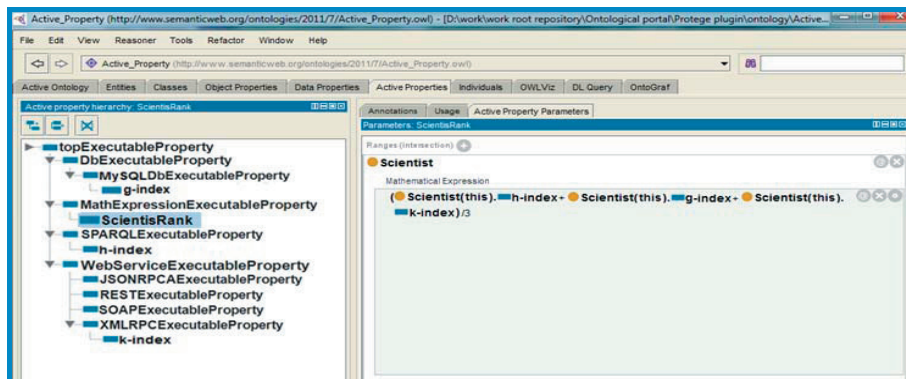 Active_Property (http://www.semanticweb.org/ontologies/2011/7/Active_Property.owl) - [D:\work\work root repository\Ontological portal\Protege plugin\ontology\Active...
File Edit View Reasoner Tools Refactor Window Help
Active_Property (http://www.semanticweb.org/ontologies/2011/7/Active_Property.owl)
Active Ontology Entities Classes Object Properties Data Properties Active Properties Individuals OWLViz DL Query OntoGraf
Active property hierarchy: ScientisRank
topExecutableProperty
DbExecutableProperty
MySQLDbExecutableProperty
g-index
MathExpressionExecutableProperty
ScientisRank
SPARQLExecutableProperty
h-index
WebServiceExecutableProperty
JSONRPCAExecutableProperty
RESTExecutableProperty
SOAPExecutableProperty
XMLRPCExecutableProperty
k-index
Annotations Usage Active Property Parameters
Parameters: ScientisRank
Ranges (intersection)
Scientist
Mathematical Expression
(Scientist(this).h-index+ Scientist(this).g-index+ Scientist(this).
k-index)/3